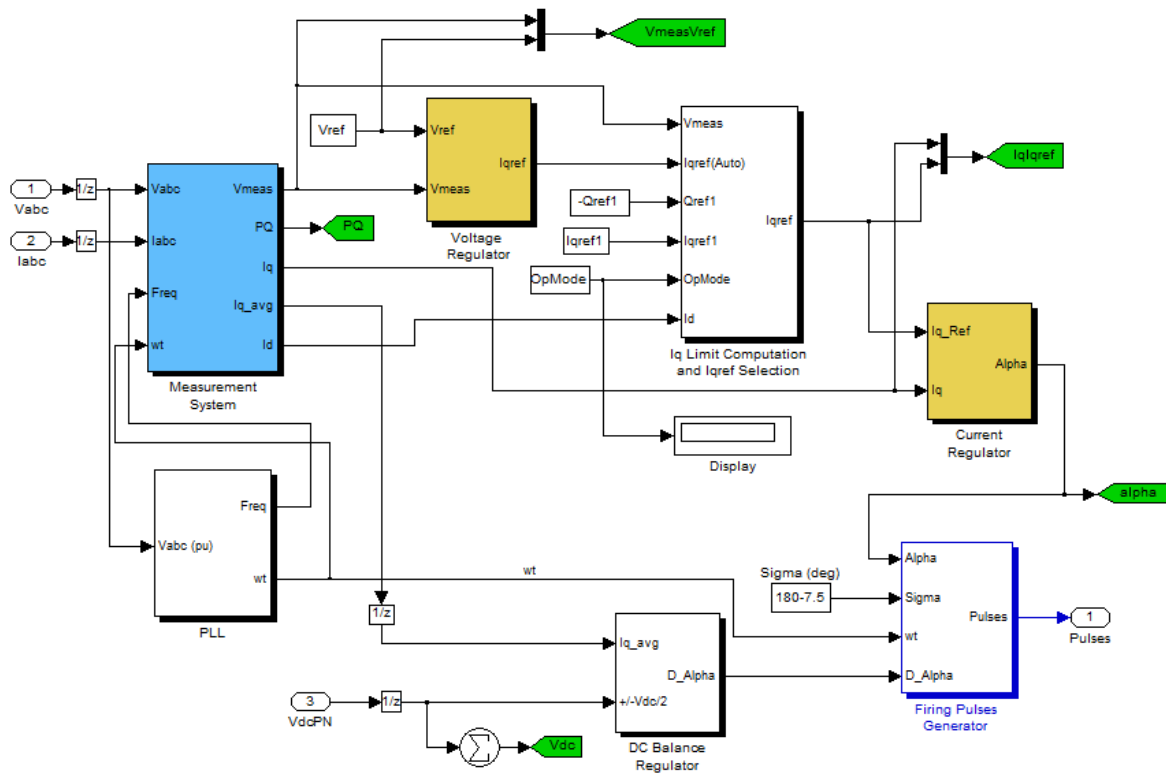 VmeasVref
Vref
Vref
Iqref
Vmeas
Voltage
Regulator
Vmeas
Iqref(Auto)
Qref1
Iqref1
OpMode
Id
Iqref
Iq Limit Computation
and Iqref Selection
-Qref1
Iqref1
OpMode
IqIqref
1
Vabc
1/z
2
Iabc
1/z
Vabc
Iabc
Freq
wt
Vmeas
PQ
Iq
Iq_avg
Id
Measurement
System
PQ
Display
Iq_Ref
Iq
Alpha
Current
Regulator
alpha
Vabc (pu)
Freq
wt
PLL
wt
1/z
Sigma (deg)
180-7.5
Alpha
Sigma
wt
D_Alpha
Pulses
Firing Pulses
Generator
1
Pulses
Iq_avg
+/-Vdc/2
D_Alpha
DC Balance
Regulator
3
VdcPN
1/z
Σ
Vdc